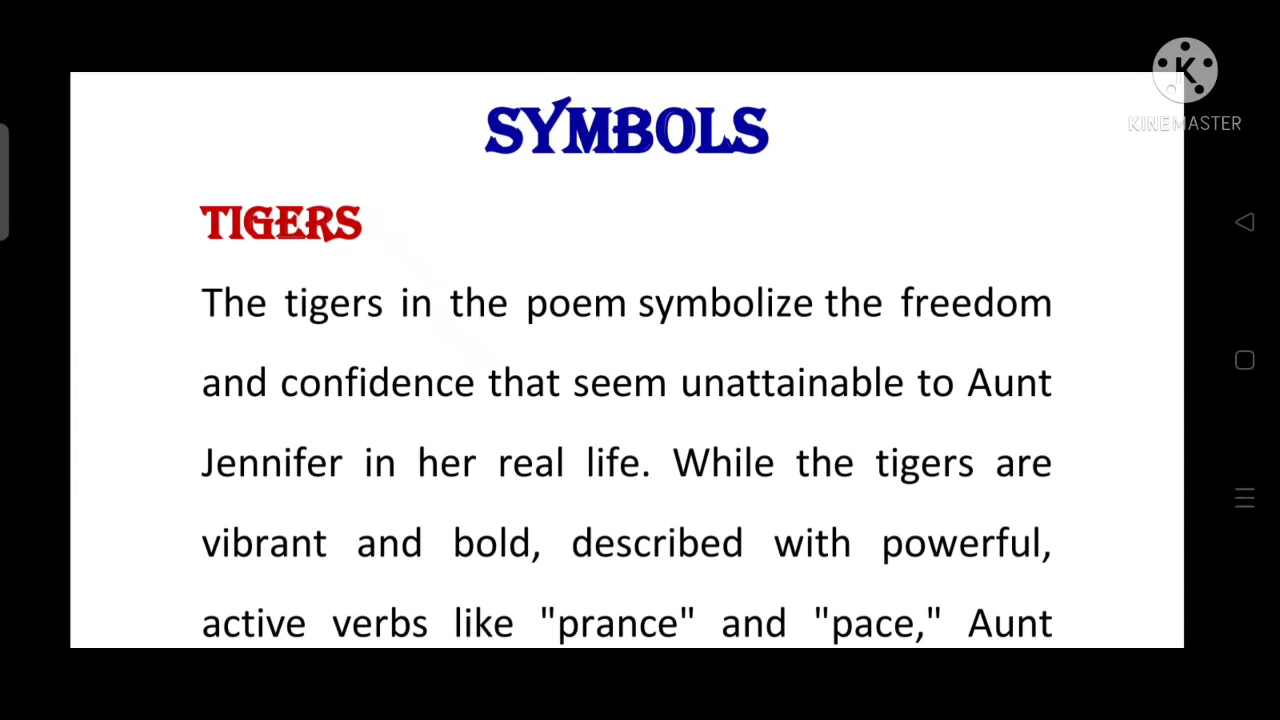 SYMBOLS
KINEMASTER
TIGERS
The tigers in the poem symbolize the freedom
and confidence that seem unattainable to Aunt
Jennifer in her real life. While the tigers are
vibrant and bold, described with powerful,
active verbs like "prance" and "pace," Aunt